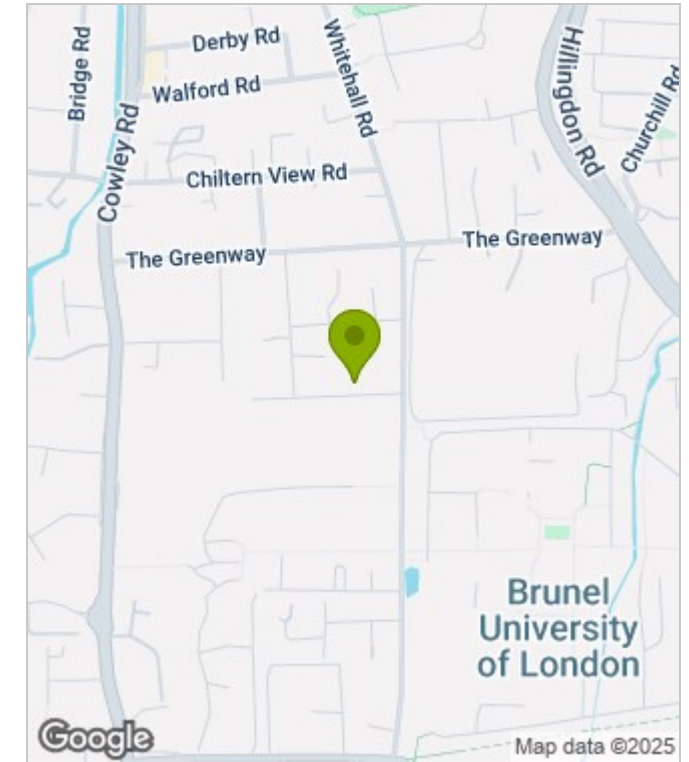 Derby Rd
Bridge Rd
Walford Rd
Whitehall Rd
Hillingdon Rd
Churchill Rd
Cowley Rd
Chiltern View Rd
The Greenway
The Greenway
Brunel
University
of London
Google
Map data ©2025